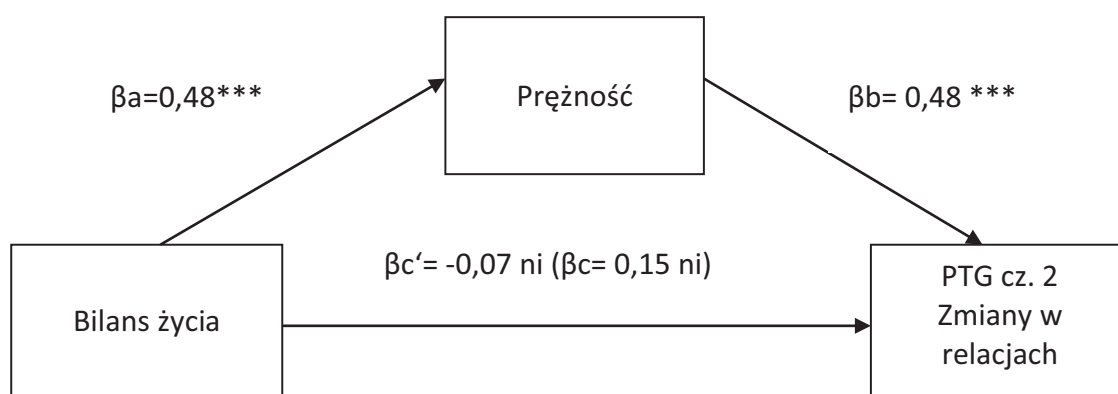 βa=0,48***
Prężność
βb= 0,48 ***
βc‘= -0,07 ni (βc= 0,15 ni)
Bilans życia
PTG cz. 2
Zmiany w
relacjach